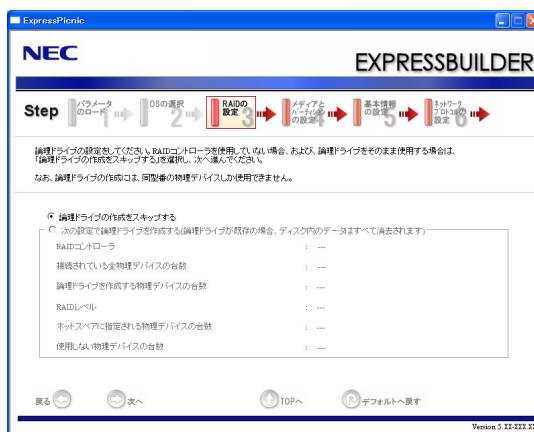 ExpressPicnic
NEC
EXPRESSBUILDER
Step
パラメータ
のロード 1
OSの選択
2
RAIDの
設定 3
メディアと
パーティション
の設定 4
基本情報
の設定 5
ネットワーク
プロトコルの
設定 6
論理ドライブの設定をしてください。RAIDコントローラを使用していない場合、および、論理ドライブをそのまま使用する場合は、
「論理ドライブの作成をスキップする」を選択し、次へ進んでください。
なお、論理ドライブの作成には、同型番の物理デバイスしか使用できません。
論理ドライブの作成をスキップする
次の設定で論理ドライブを作成する(論理ドライブが既存の場合、ディスク内のデータはすべて消去されます)
RAIDコントローラ : ---
接続されている全物理デバイスの台数 : ---
論理ドライブを作成する物理デバイスの台数 : ---
RAIDレベル : ---
ホットスペアに指定される物理デバイスの台数 : ---
使用しない物理デバイスの台数 : ---
戻る 次へ TOPへ デフォルトへ戻す
Version 5.XX-XXX.XX